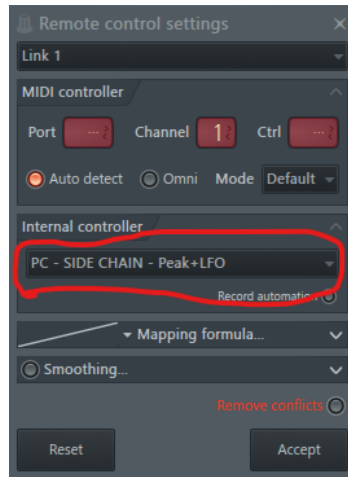 Remote control settings
Link 1
MIDI controller
Port --- Channel 1 Ctrl ---
Auto detect Omni Mode Default
Internal controller
PC - SIDE CHAIN - Peak+LFO
Record automation
Mapping formula...
Smoothing...
Remove conflicts
Reset Accept